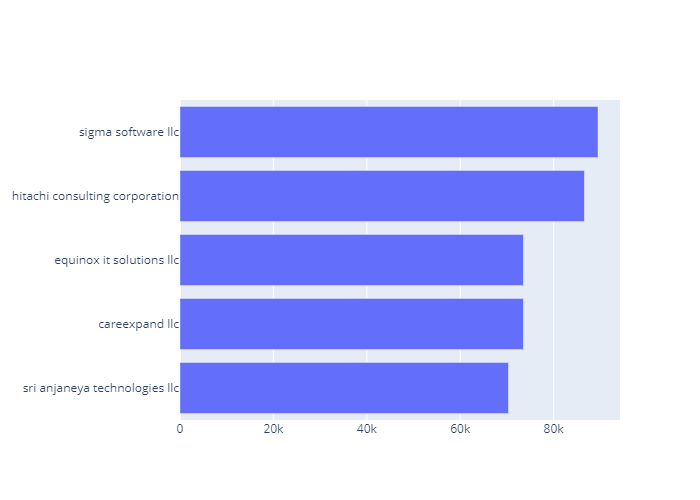 sigma software llc
hitachi consulting corporation
equinox it solutions llc
careexpand llc
sri anjaneya technologies llc
0 20k 40k 60k 80k